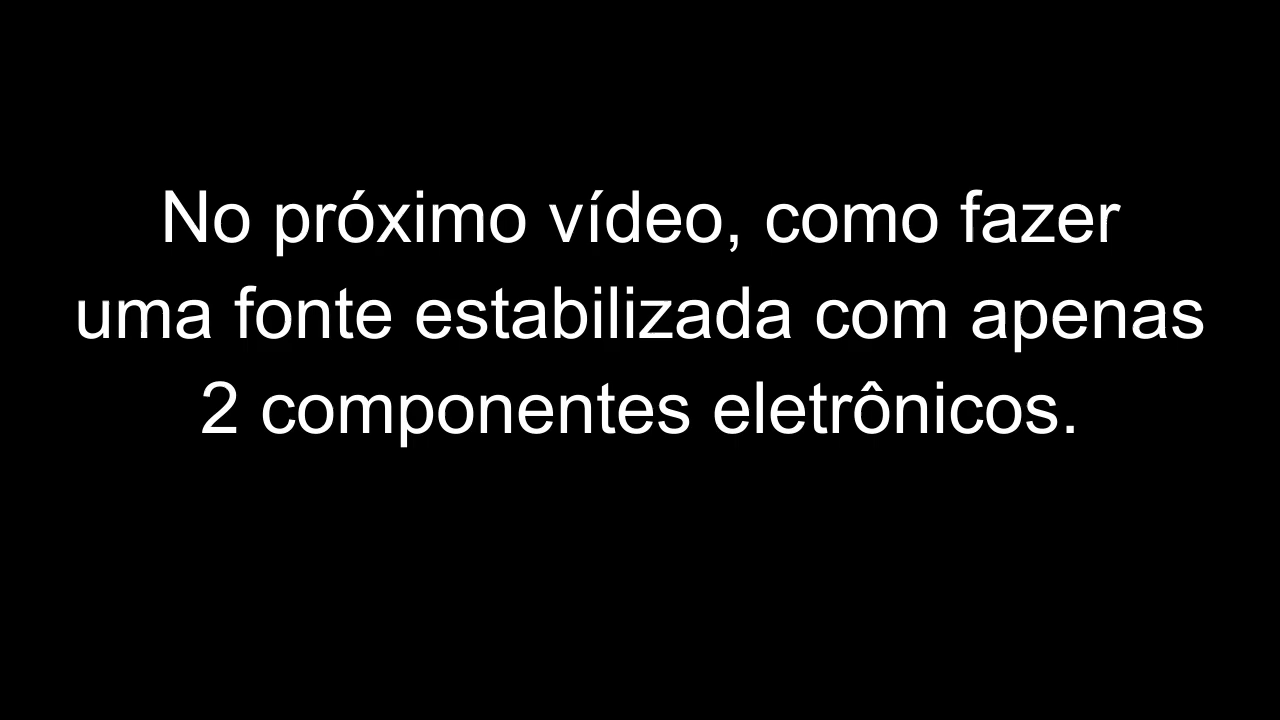 No próximo vídeo, como fazer
uma fonte estabilizada com apenas
2 componentes eletrônicos.